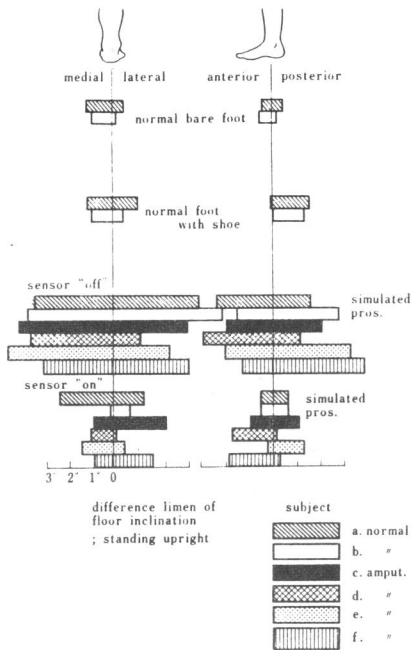 medial lateral anterior posterior
normal bare foot
normal foot
with shoe
sensor "off"
simulated
pros.
sensor "on"
simulated
pros.
3° 2° 1° 0
difference limen of
floor inclination
; standing upright
subject
a. normal
b. 〃
c. amput.
d. 〃
e. 〃
f. 〃